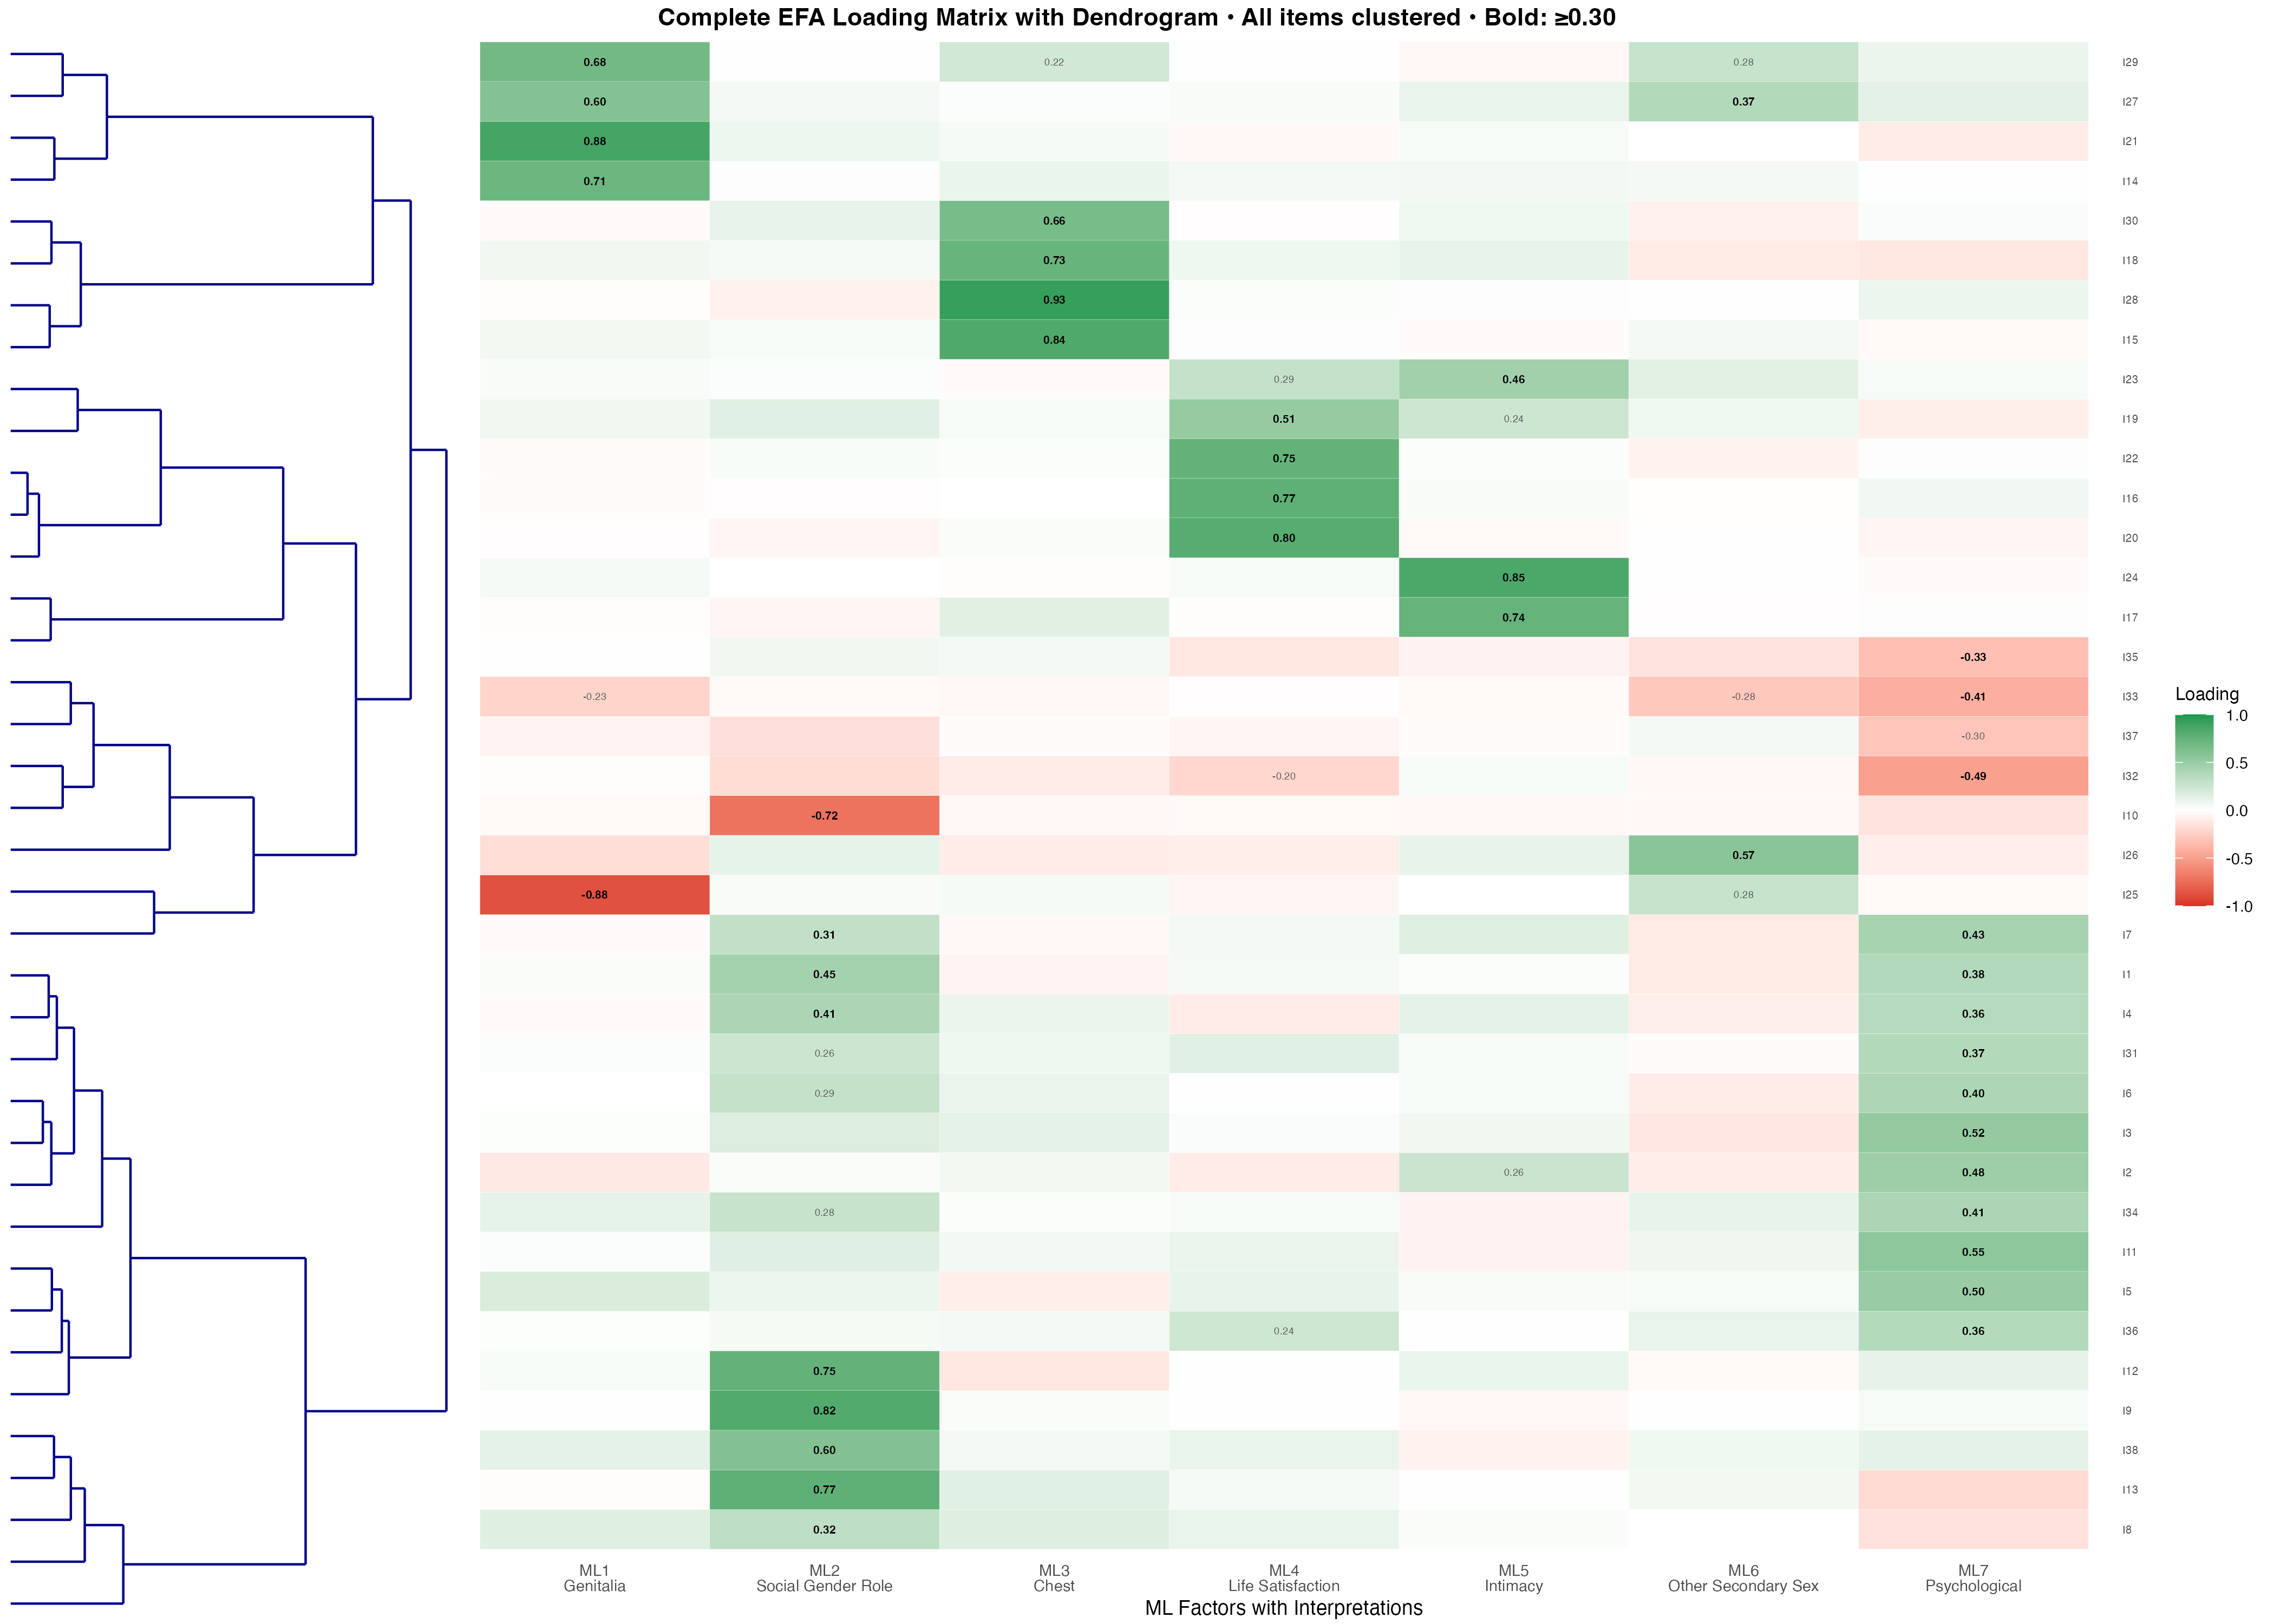 Complete EFA Loading Matrix with Dendrogram • All items clustered • Bold: ≥0.30
0.68 0.22 0.28 I29
0.60 0.37 I27
0.88 I21
0.71 I14
0.66 I30
0.73 I18
0.93 I28
0.84 I15
0.29 0.46 I23
0.51 0.24 I19
0.75 I22
0.77 I16
0.80 I20
0.85 I24
0.74 I17
-0.33 I35
-0.23 -0.28 -0.41 I33
-0.30 I37
-0.20 -0.49 I32
-0.72 I10
0.57 I26
-0.88 0.28 I25
0.31 0.43 I7
0.45 0.38 I1
0.41 0.36 I4
0.26 0.37 I31
0.29 0.40 I6
0.52 I3
0.26 0.48 I2
0.28 0.41 I34
0.55 I11
0.50 I5
0.24 0.36 I36
0.75 I12
0.82 I9
0.60 I38
0.77 I13
0.32 I8
ML1 ML2 ML3 ML4 ML5 ML6 ML7
Genitalia Social Gender Role Chest Life Satisfaction Intimacy Other Secondary Sex Psychological
ML Factors with Interpretations
Loading
1.0
0.5
0.0
-0.5
-1.0